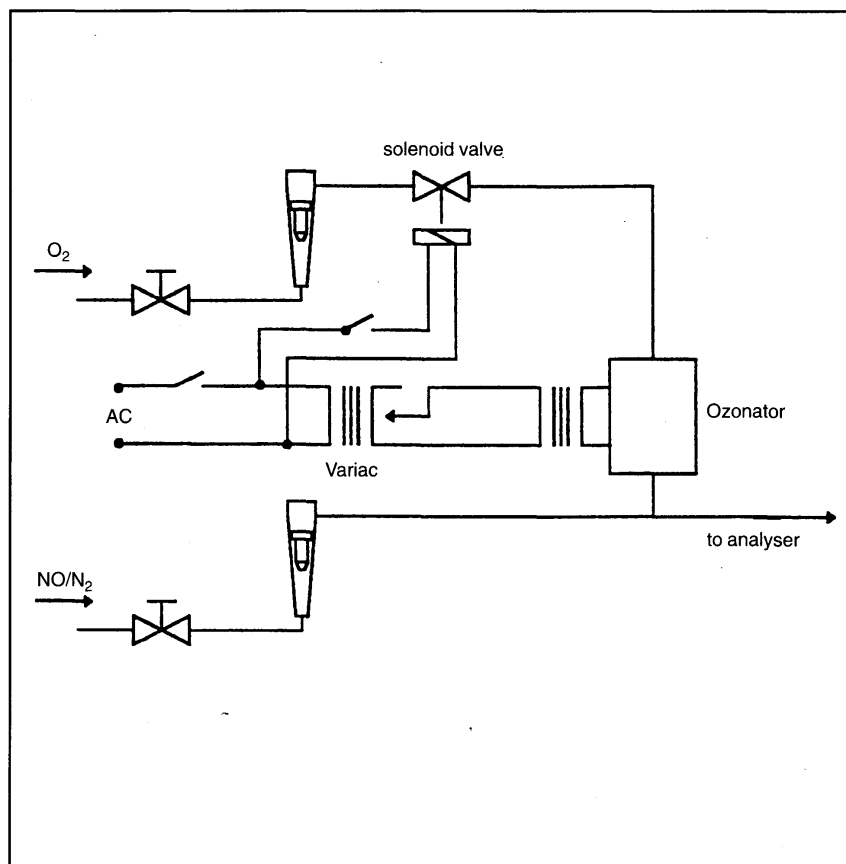 solenoid valve
O₂
AC
Ozonator
Variac
to analyser
NO/N₂